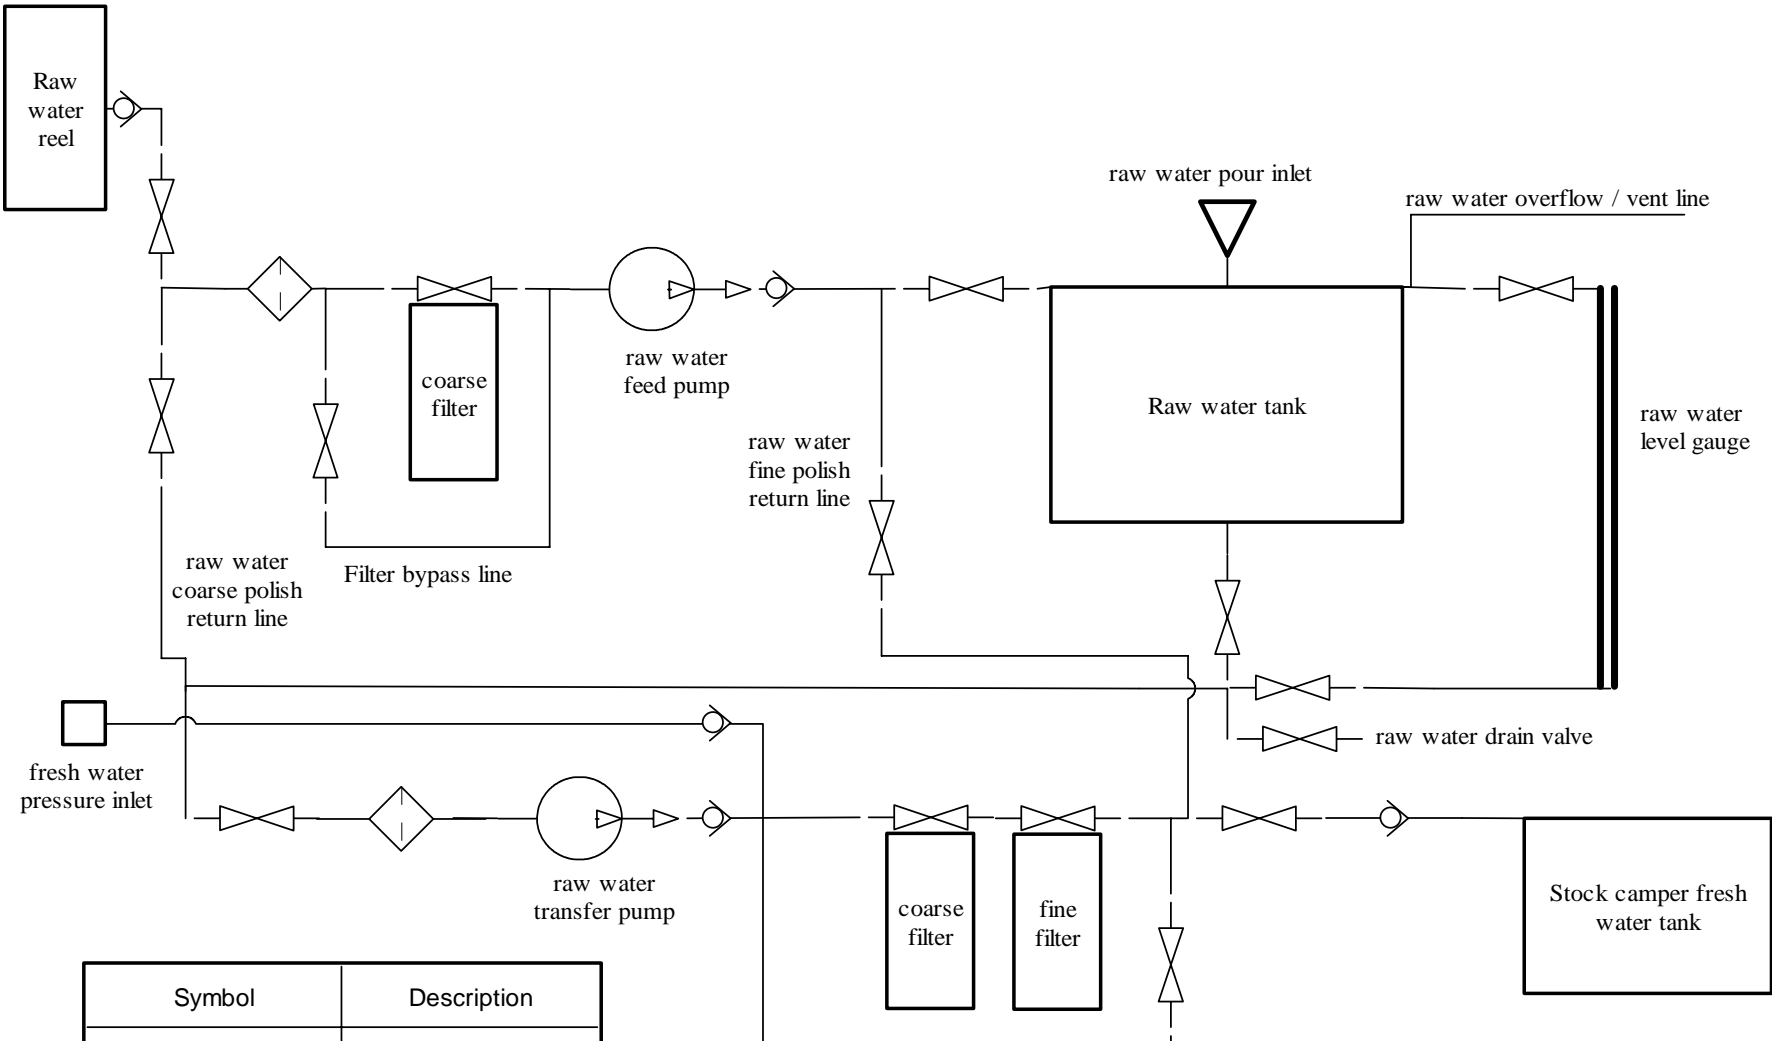 Raw
water
reel
raw water pour inlet
raw water overflow / vent line
raw water
feed pump
coarse
filter
Raw water tank
raw water
level gauge
raw water
fine polish
return line
raw water
coarse polish
return line
Filter bypass line
raw water drain valve
fresh water
pressure inlet
raw water
transfer pump
coarse
filter
fine
filter
Stock camper fresh
water tank
Symbol
Description